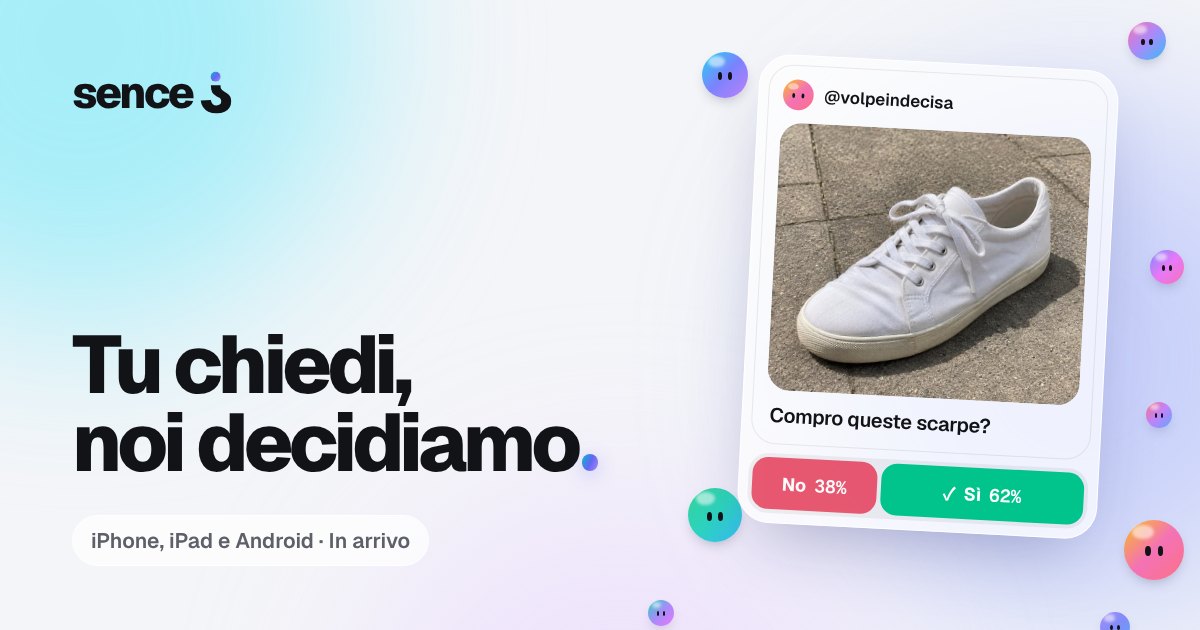 sence
@volpeindecisa
Compro queste scarpe?
No 38%
✓ Sì 62%
Tu chiedi,
noi decidiamo.
iPhone, iPad e Android · In arrivo